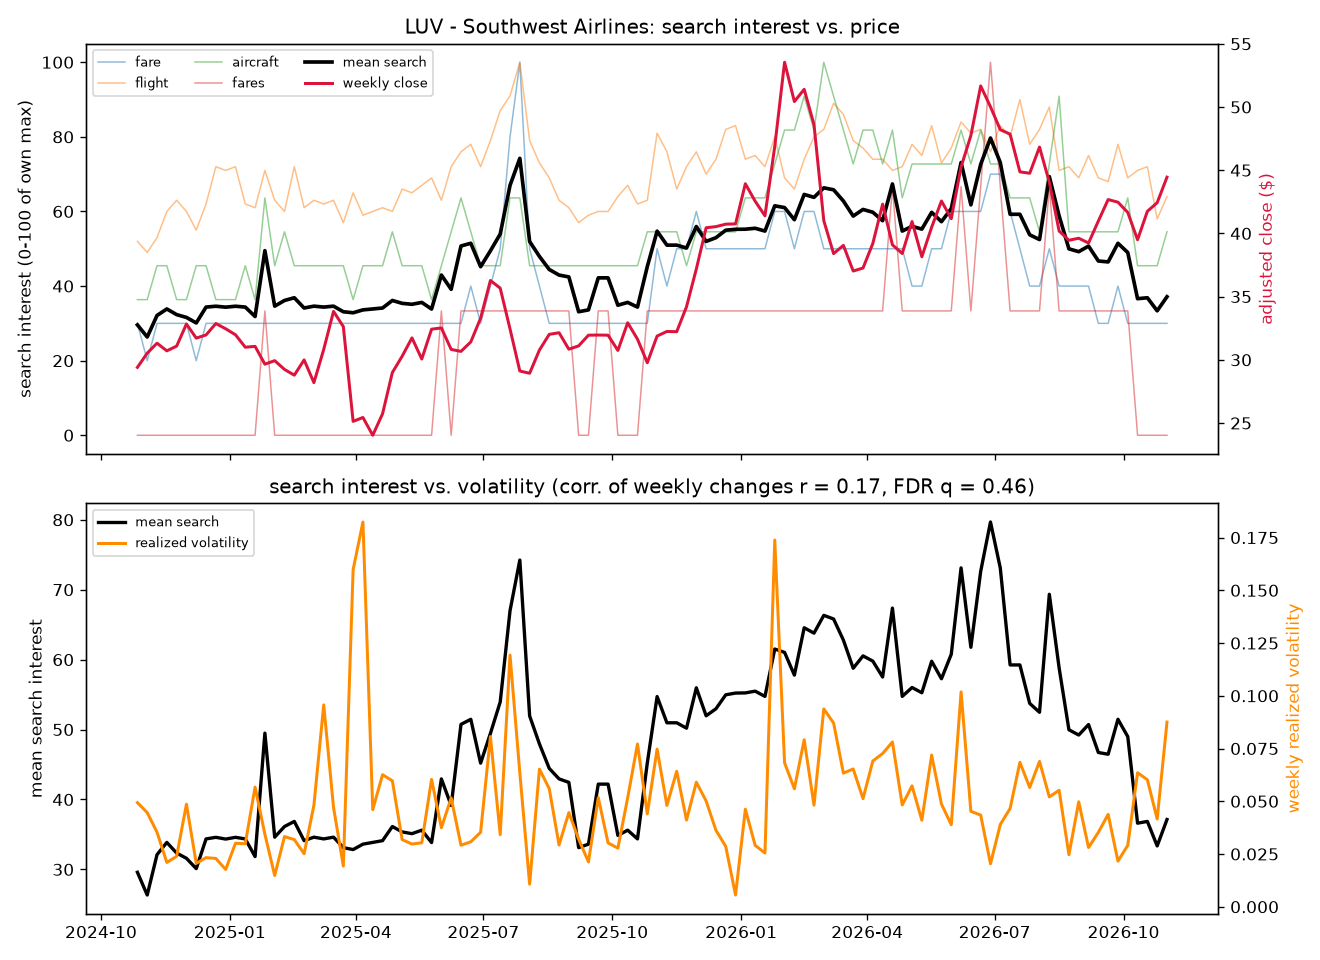 LUV - Southwest Airlines: search interest vs. price
fare
flight
aircraft
fares
mean search
weekly close
search interest (0-100 of own max)
100
80
60
40
20
0
adjusted close ($)
55
50
45
40
35
30
25
search interest vs. volatility (corr. of weekly changes r = 0.17, FDR q = 0.46)
mean search
realized volatility
mean search interest
80
70
60
50
40
30
weekly realized volatility
0.175
0.150
0.125
0.100
0.075
0.050
0.025
0.000
2024-10
2025-01
2025-04
2025-07
2025-10
2026-01
2026-04
2026-07
2026-10